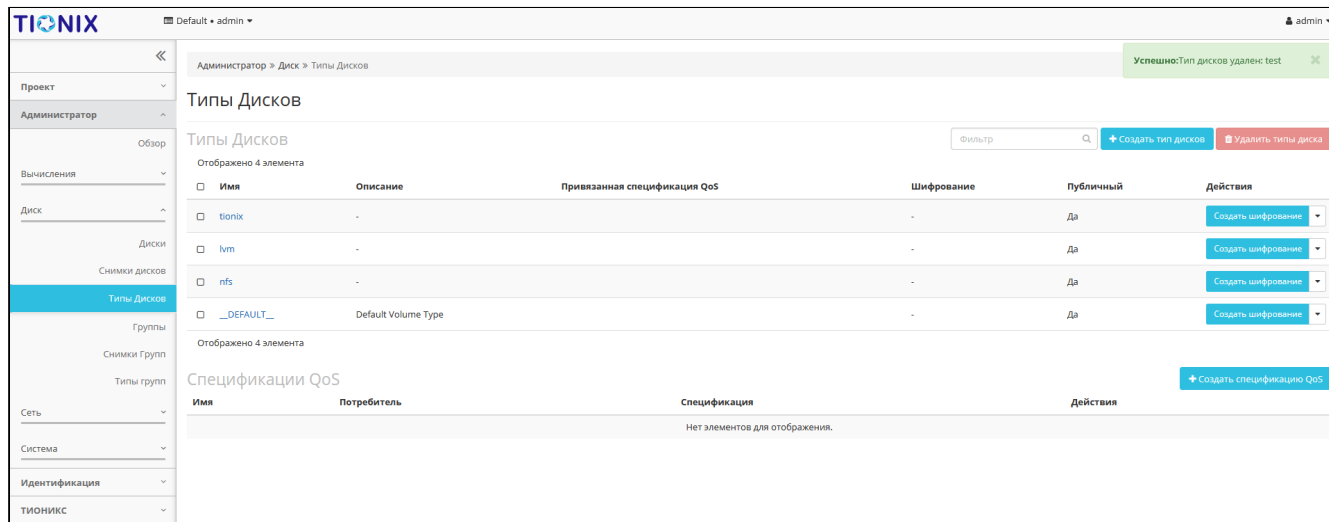 TIONIX
Default • admin
admin
Администратор » Диск » Типы Дисков
Успешно:Тип дисков удален: test
Проект
Администратор
Обзор
Вычисления
Диск
Диски
Снимки дисков
Типы Дисков
Группы
Снимки Групп
Типы групп
Сеть
Система
Идентификация
ТИОНИКС
Типы Дисков
Типы Дисков
Фильтр
Создать тип дисков
Удалить типы диска
Отображено 4 элемента
Имя Описание Привязанная спецификация QoS Шифрование Публичный Действия
tionix - - Да Создать шифрование
lvm - - Да Создать шифрование
nfs - - Да Создать шифрование
__DEFAULT__ Default Volume Type - Да Создать шифрование
Отображено 4 элемента
Спецификации QoS
+ Создать спецификацию QoS
Имя Потребитель Спецификация Действия
Нет элементов для отображения.